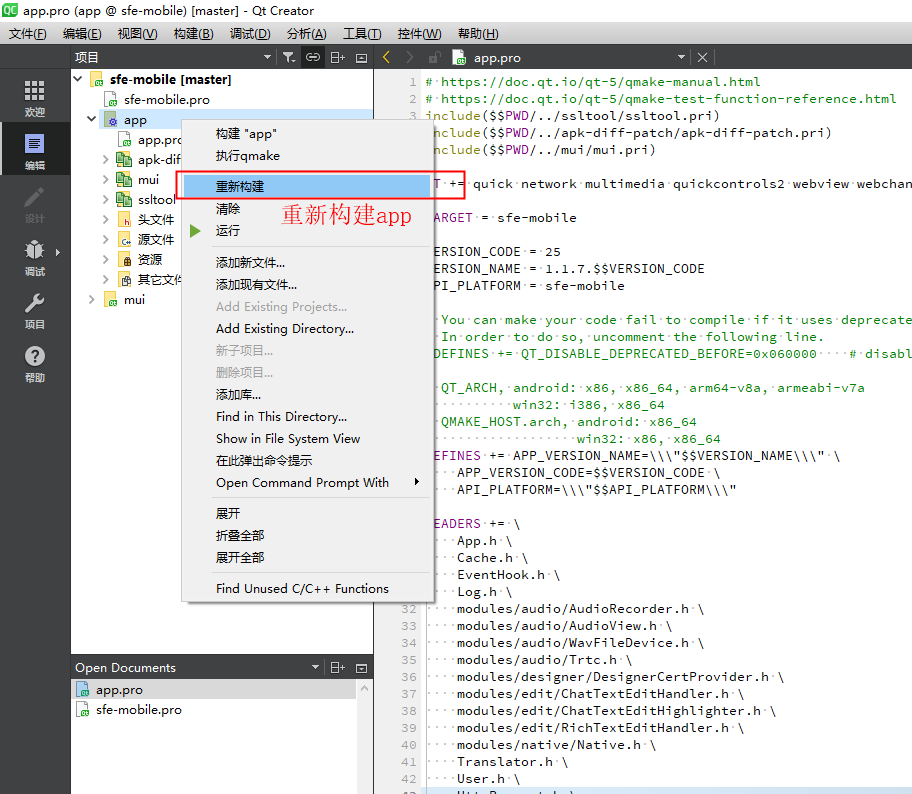 app.pro (app @ sfe-mobile) [master] - Qt Creator
文件(F) 编辑(E) 视图(V) 构建(B) 调试(D) 分析(A) 工具(T) 控件(W) 帮助(H)
项目
app.pro
欢迎
编辑
设计
调试
项目
帮助
sfe-mobile [master]
sfe-mobile.pro
app
app.pro
apk-diff
mui
ssltool
头文件
源文件
资源
其它文件
mui
构建 "app"
执行qmake
重新构建
清除
运行
重新构建app
添加新文件...
添加现有文件...
Add Existing Projects...
Add Existing Directory...
新子项目...
删除项目...
添加库...
Find in This Directory...
Show in File System View
在此弹出命令提示
Open Command Prompt With
展开
折叠全部
展开全部
Find Unused C/C++ Functions
Open Documents
app.pro
sfe-mobile.pro
1 # https://doc.qt.io/qt-5/qmake-manual.html
2 # https://doc.qt.io/qt-5/qmake-test-function-reference.html
3 include($$PWD/../ssltool/ssltool.pri)
include($$PWD/../apk-diff-patch/apk-diff-patch.pri)
nclude($$PWD/../mui/mui.pri)
T += quick network multimedia quickcontrols2 webview webchan
ARGET = sfe-mobile
ERSION_CODE = 25
ERSION_NAME = 1.1.7.$$VERSION_CODE
PI_PLATFORM = sfe-mobile
You can make your code fail to compile if it uses deprecate
In order to do so, uncomment the following line.
DEFINES += QT_DISABLE_DEPRECATED_BEFORE=0x060000 # disabl
QT_ARCH, android: x86, x86_64, arm64-v8a, armeabi-v7a
win32: i386, x86_64
QMAKE_HOST.arch, android: x86_64
win32: x86, x86_64
EFINES += APP_VERSION_NAME=\\\"$$VERSION_NAME\\\" \
APP_VERSION_CODE=$$VERSION_CODE \
API_PLATFORM=\\\"$$API_PLATFORM\\\"
EADERS += \
App.h \
Cache.h \
EventHook.h \
Log.h \
32 modules/audio/AudioRecorder.h \
33 modules/audio/AudioView.h \
34 modules/audio/WavFileDevice.h \
35 modules/audio/Trtc.h \
36 modules/designer/DesignerCertProvider.h \
37 modules/edit/ChatTextEditHandler.h \
38 modules/edit/ChatTextEditHighlighter.h \
39 modules/edit/RichTextEditHandler.h \
40 modules/native/Native.h \
41 Translator.h \
42 User.h \